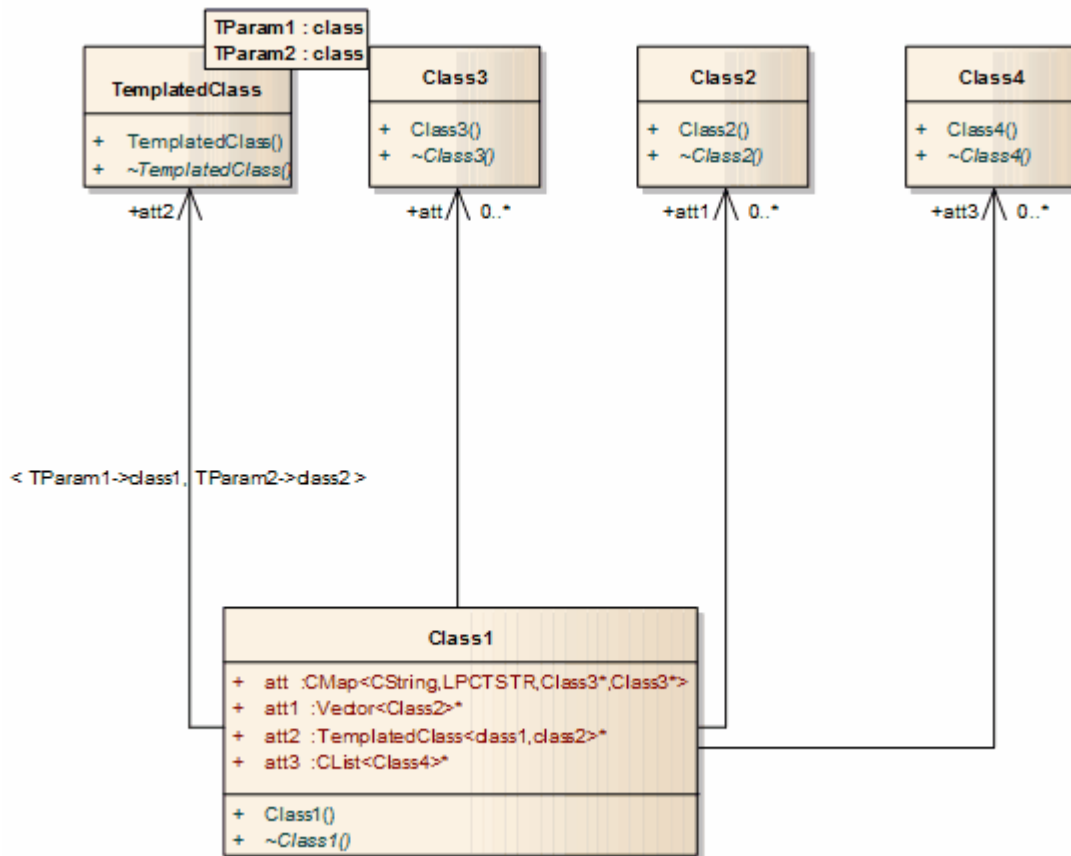 TParam1 : class
TParam2 : class
TemplatedClass
+ TemplatedClass()
+ ~TemplatedClass()
Class3
+ Class3()
+ ~Class3()
Class2
+ Class2()
+ ~Class2()
Class4
+ Class4()
+ ~Class4()
+att2
+att 0..*
+att1 0..*
+att3 0..*
< TParam1->class1, TParam2->class2 >
Class1
+ att :CMap<CString,LPCTSTR,Class3*,Class3*>
+ att1 :Vector<Class2>*
+ att2 :TemplatedClass<class1,class2>*
+ att3 :CList<Class4>*
+ Class1()
+ ~Class1()